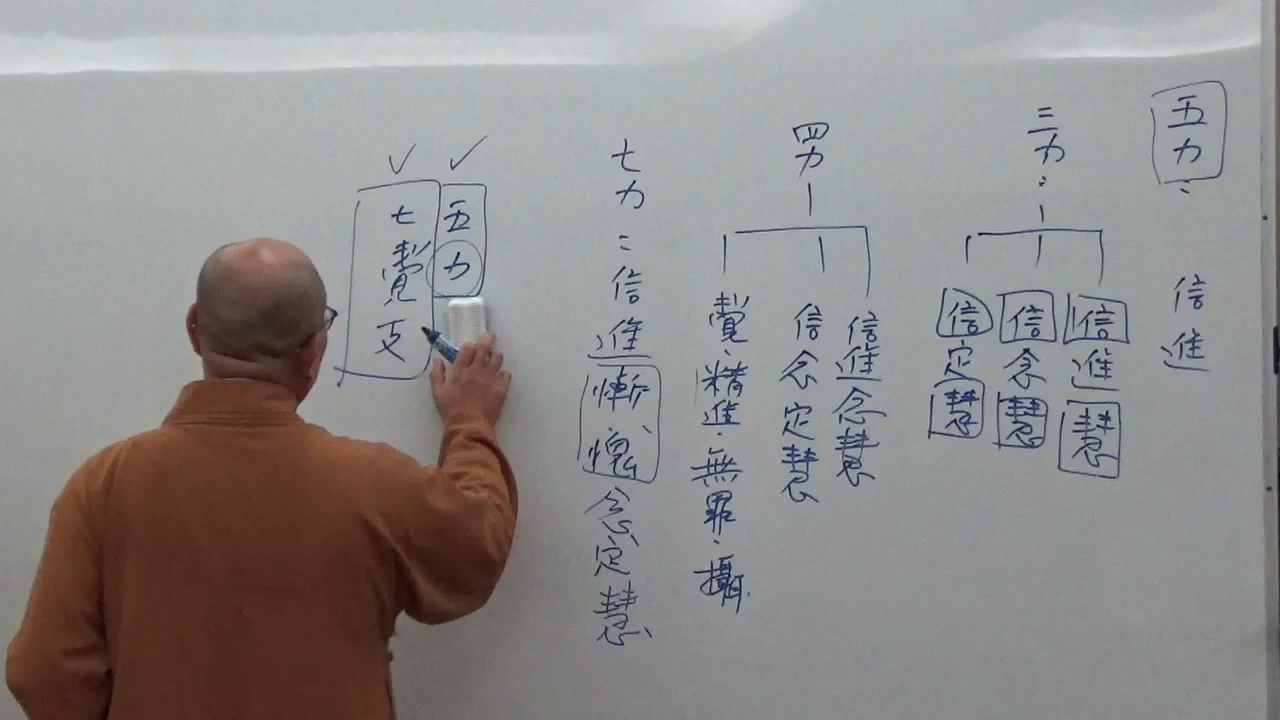 五力：
信進
三力：
信進慧
信念慧
信定慧
四力
信進念慧
信念定慧
覺、精進、無罪、攝
七力：信進慚、愧念定慧
五力
七覺支